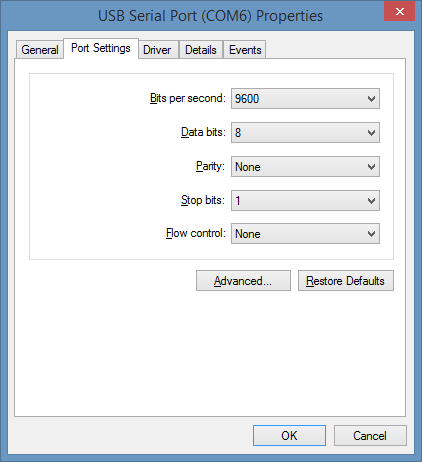 USB Serial Port (COM6) Properties
General Port Settings Driver Details Events
Bits per second: 9600
Data bits: 8
Parity: None
Stop bits: 1
Flow control: None
Advanced... Restore Defaults
OK Cancel